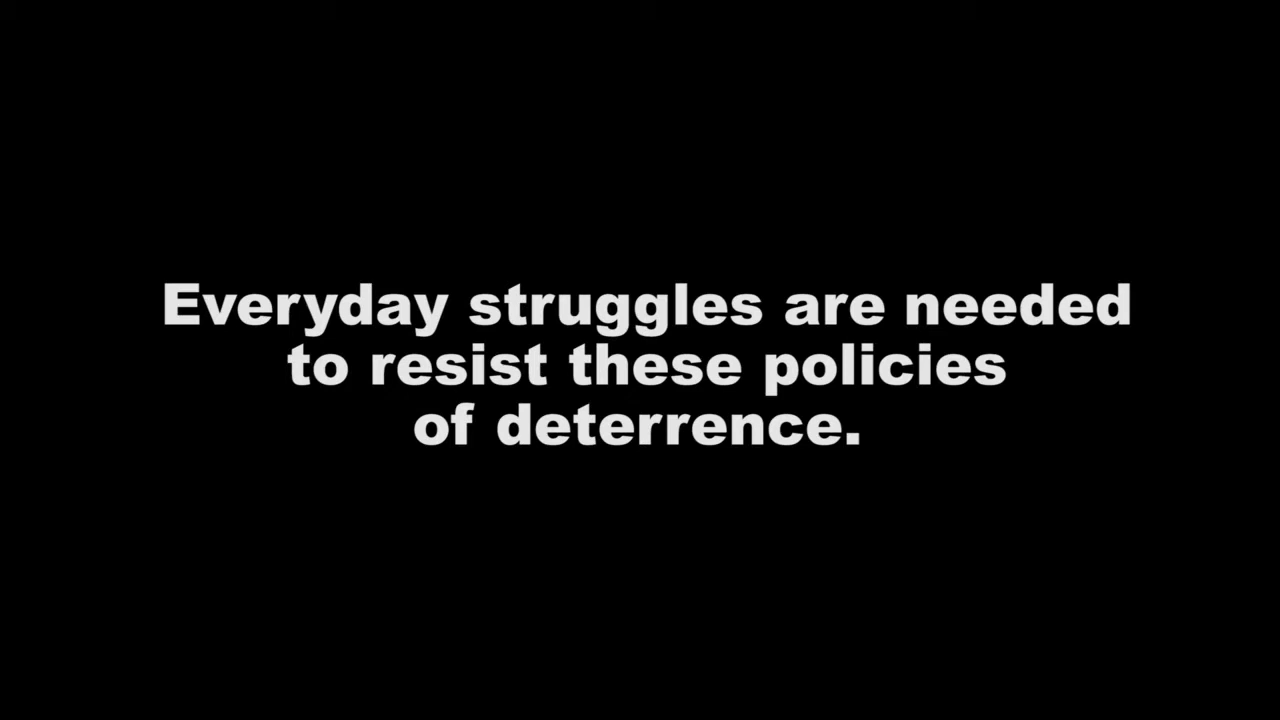 Everyday struggles are needed
to resist these policies
of deterrence.